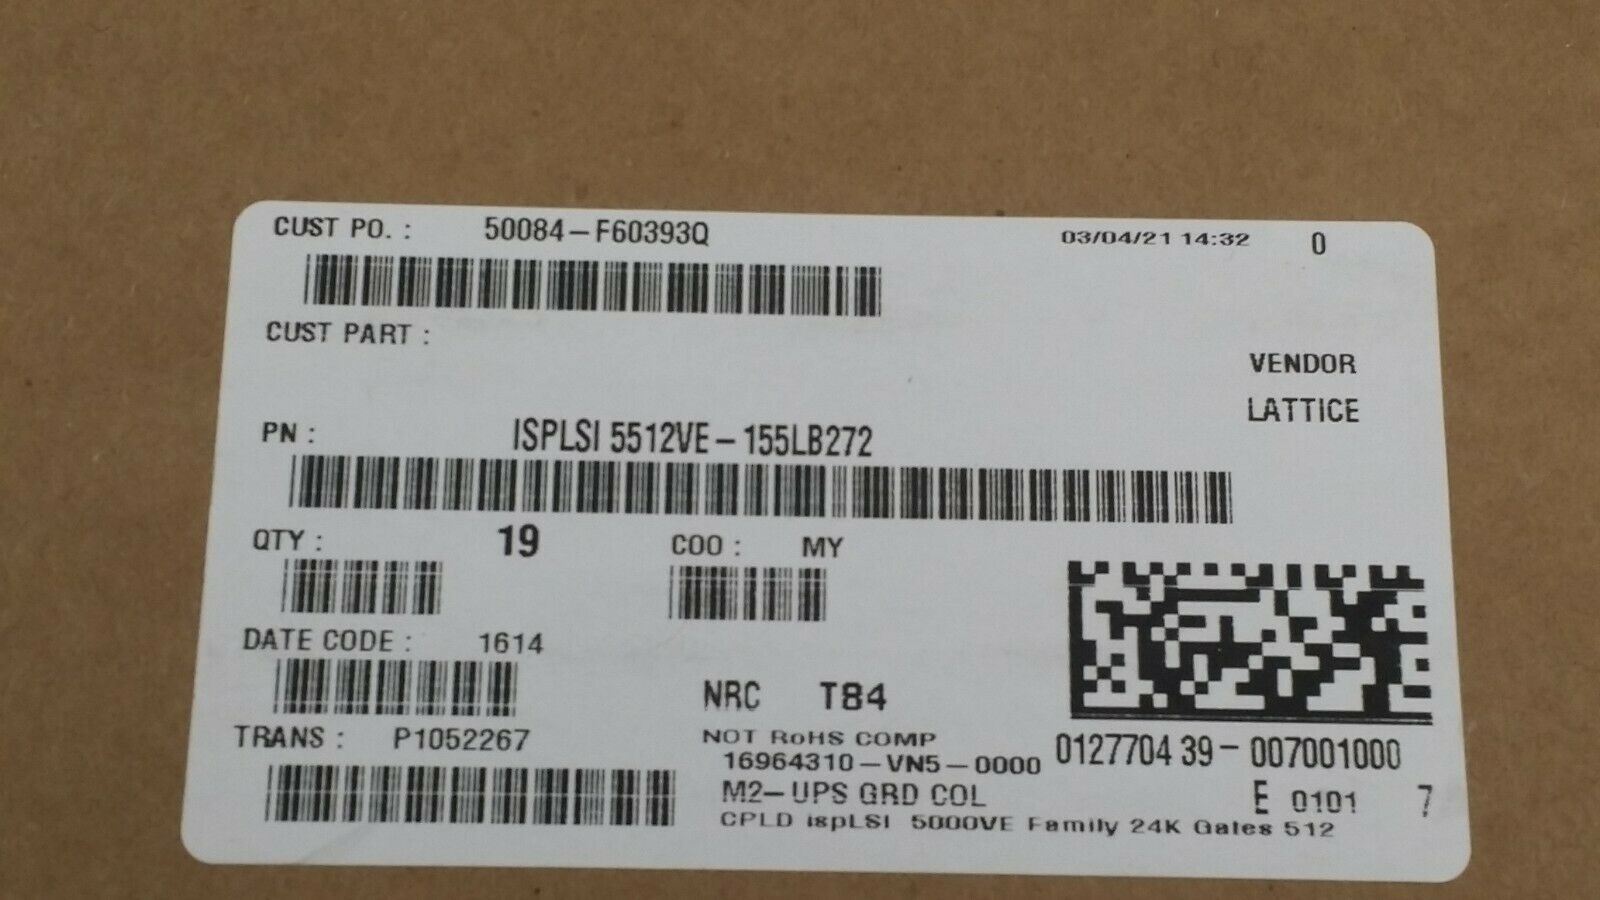 CUST PO. : 50084-F60393Q 03/04/21 14:32 0
CUST PART :
VENDOR
LATTICE
PN : ISPLSI 5512VE-155LB272
QTY : 19 COO : MY
DATE CODE : 1614
NRC T84
TRANS : P1052267
NOT RoHS COMP
16964310-VN5-0000
012770439-007001000
M2-UPS GRD COL
E 0101 7
CPLD ispLSI 5000VE Family 24K Gates 512